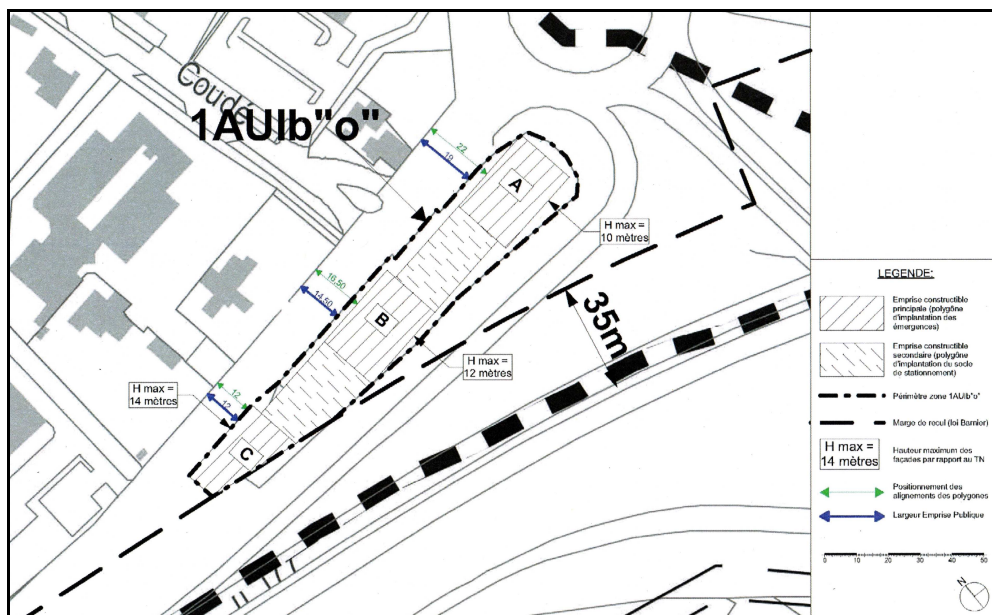 Coudé
1AUIb"o"
22
19
A
H max =
10 mètres
16,50
14,50
B
35m
H max =
12 mètres
H max =
14 mètres
12
12
C
LEGENDE:
Emprise constructible
principale (polygône
d'implantation des
émergences)
Emprise constructible
secondaire (polygône
d'implantation du socle
de stationnement)
Périmètre zone 1AUIb"o"
Marge de recul (loi Barnier)
H max =
14 mètres
Hauteur maximum des
façades par rapport au TN
Positionnement des
alignements des polygones
Largeur Emprise Publique
0 10 20 30 40 50
N